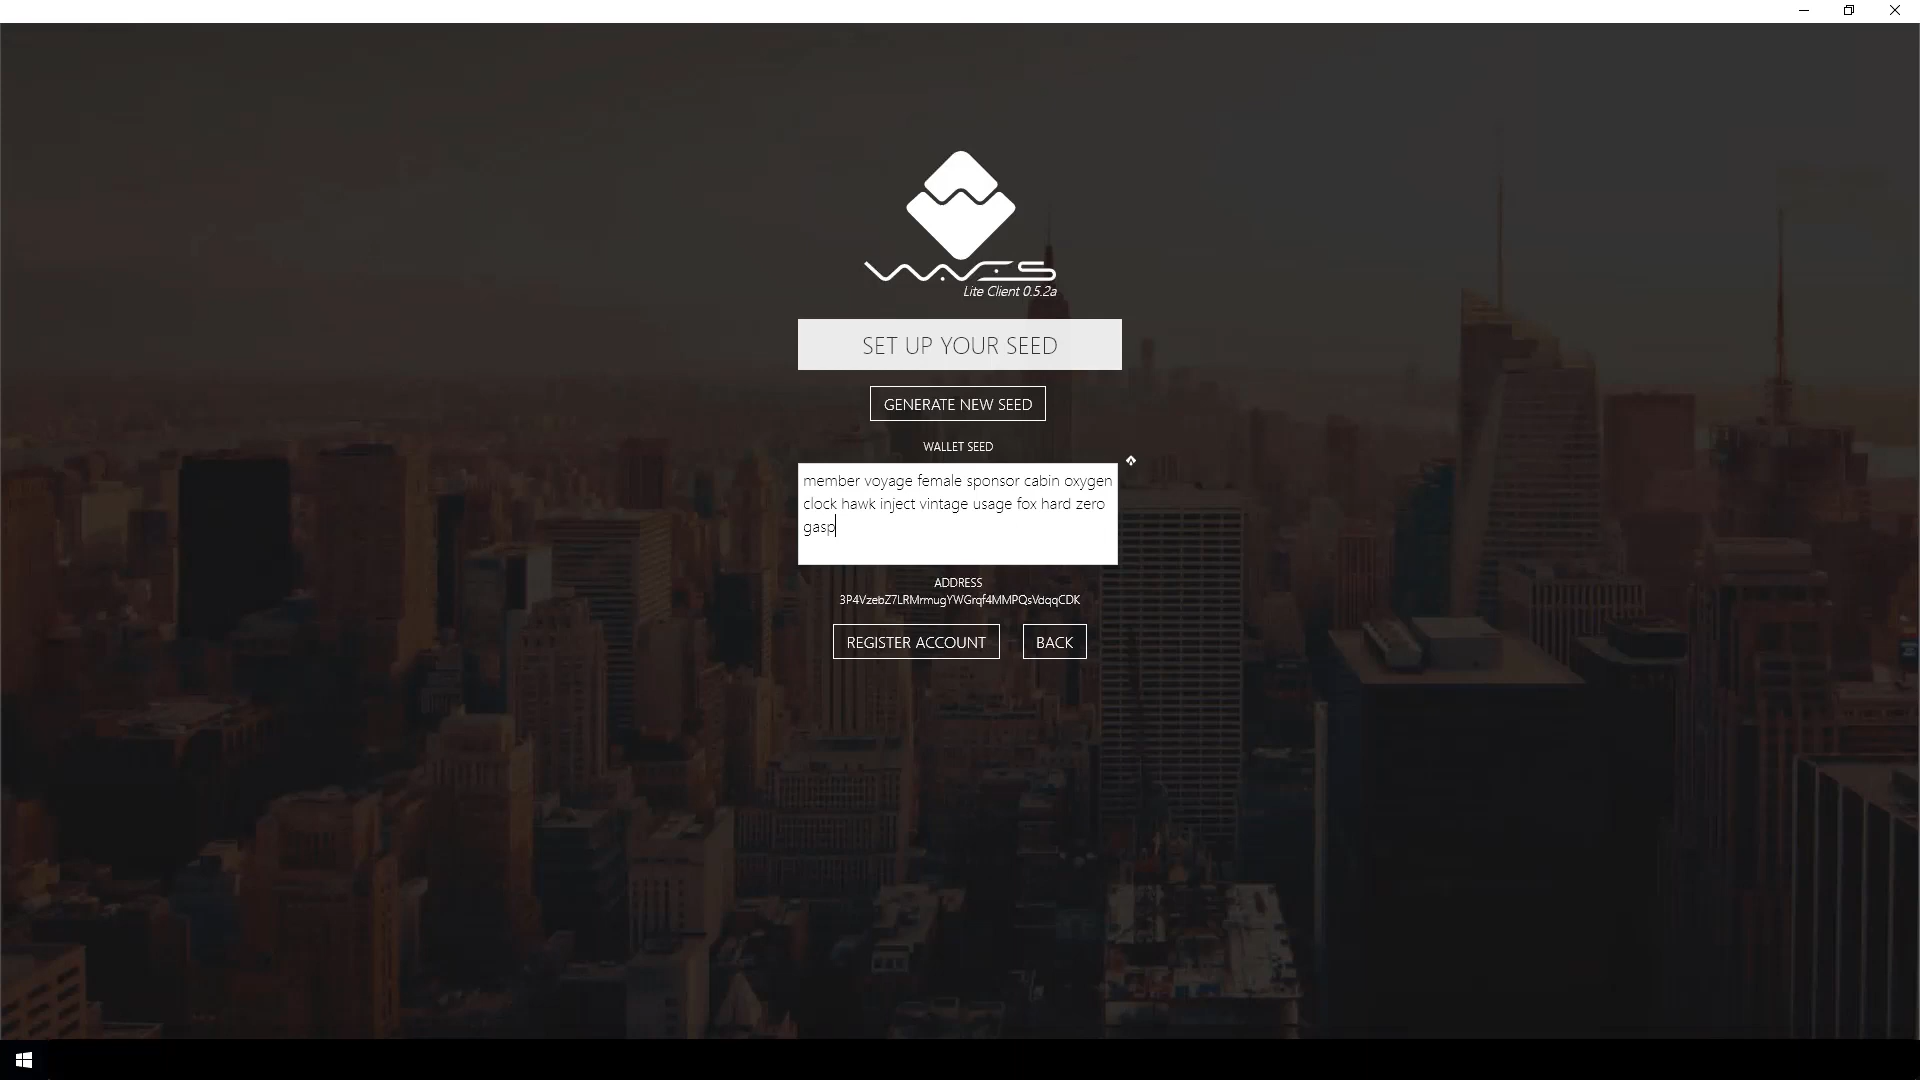 WAVES
Lite Client 0.5.2a
SET UP YOUR SEED
GENERATE NEW SEED
WALLET SEED
member voyage female sponsor cabin oxygen
clock hawk inject vintage usage fox hard zero
gasp
ADDRESS
3P4VzebZ7LRMrmugYWGrqf4MMPQsVdqqCDK
REGISTER ACCOUNT BACK